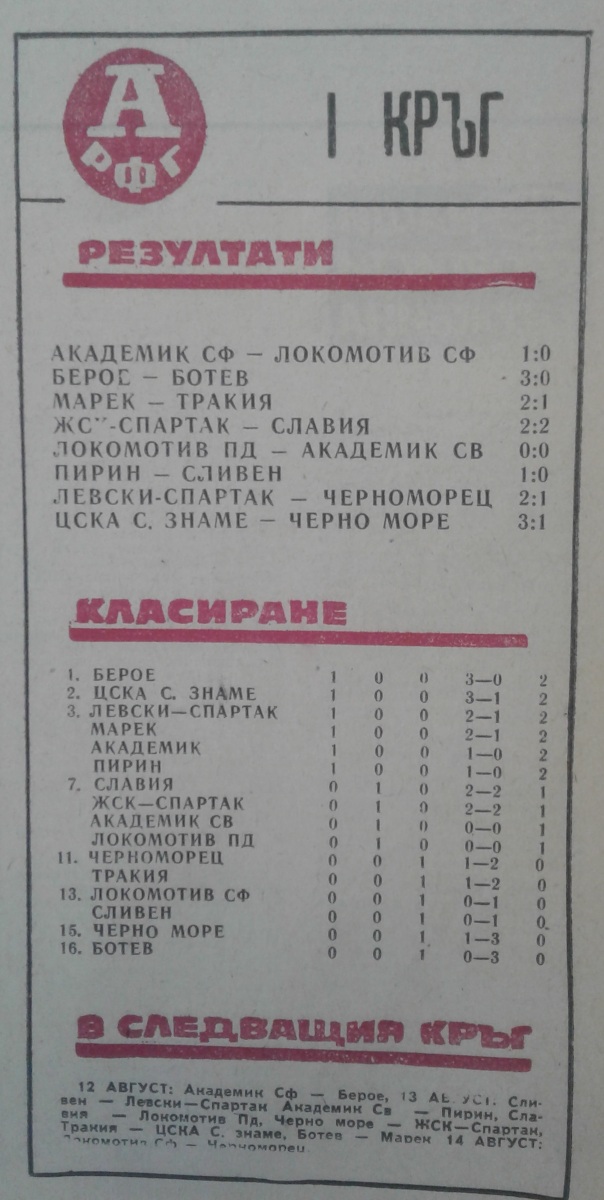 А
РФГ
I КРЪГ
РЕЗУЛТАТИ
АКАДЕМИК СФ — ЛОКОМОТИВ СФ 1:0
БЕРОЕ — БОТЕВ 3:0
МАРЕК — ТРАКИЯ 2:1
ЖСК-СПАРТАК — СЛАВИЯ 2:2
ЛОКОМОТИВ ПД — АКАДЕМИК СВ 0:0
ПИРИН — СЛИВЕН 1:0
ЛЕВСКИ-СПАРТАК — ЧЕРНОМОРЕЦ 2:1
ЦСКА С. ЗНАМЕ — ЧЕРНО МОРЕ 3:1
КЛАСИРАНЕ
1. БЕРОЕ 1 0 0 3—0 2
2. ЦСКА С. ЗНАМЕ 1 0 0 3—1 2
3. ЛЕВСКИ—СПАРТАК 1 0 0 2—1 2
МАРЕК 1 0 0 2—1 2
АКАДЕМИК 1 0 0 1—0 2
ПИРИН 1 0 0 1—0 2
7. СЛАВИЯ 0 1 0 2—2 1
ЖСК—СПАРТАК 0 1 0 2—2 1
АКАДЕМИК СВ 0 1 0 0—0 1
ЛОКОМОТИВ ПД 0 1 0 0—0 1
11. ЧЕРНОМОРЕЦ 0 0 1 1—2 0
ТРАКИЯ 0 0 1 1—2 0
13. ЛОКОМОТИВ СФ 0 0 1 0—1 0
СЛИВЕН 0 0 1 0—1 0
15. ЧЕРНО МОРЕ 0 0 1 1—3 0
16. БОТЕВ 0 0 1 0—3 0
В СЛЕДВАЩИЯ КРЪГ
12 АВГУСТ: Академик Сф — Берое, 13 АВГУСТ: Сли-
вен — Левски—Спартак Академик Св — Пирин, Сла-
вия — Локомотив Пд, Черно море — ЖСК—Спартак,
Тракия — ЦСКА С. знаме, Ботев — Марек 14 АВГУСТ:
Локомотив Сф — Черноморец.